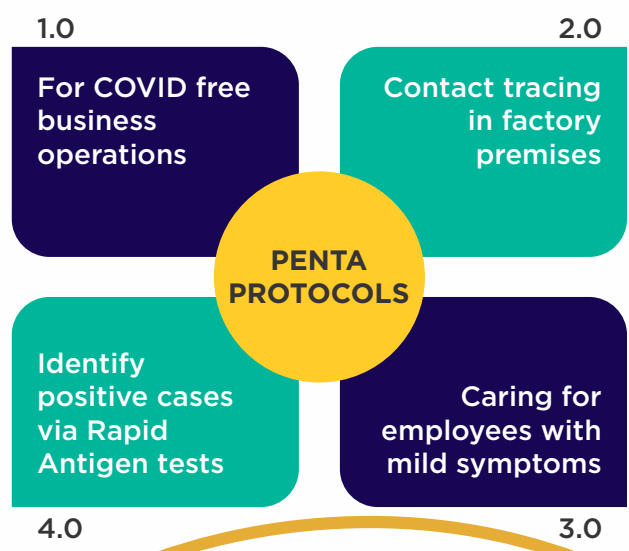 1.0
For COVID free
business
operations
2.0
Contact tracing
in factory
premises
PENTA
PROTOCOLS
Identify
positive cases
via Rapid
Antigen tests
4.0
Caring for
employees with
mild symptoms
3.0